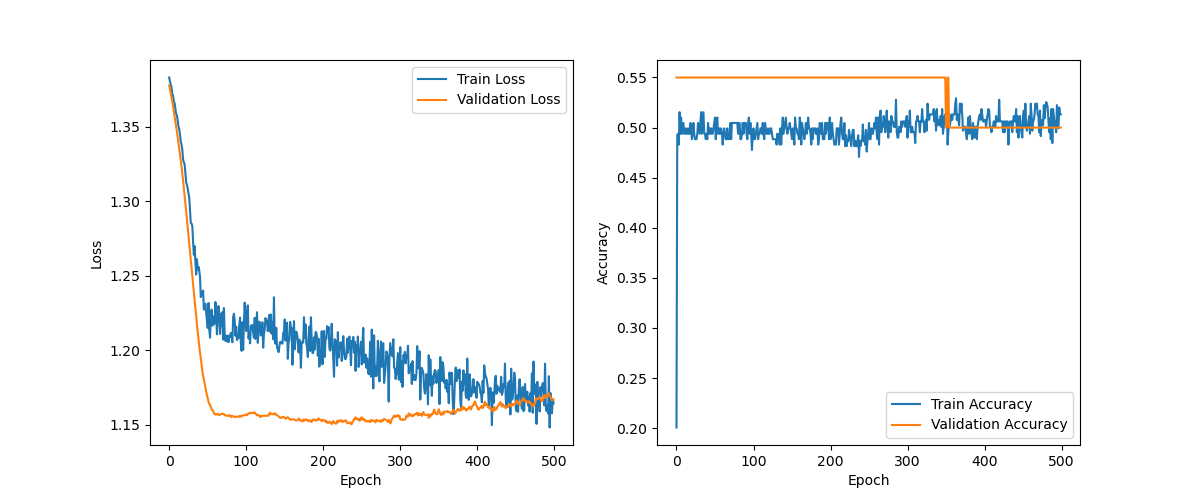 Train Loss
Validation Loss
1.35
1.30
1.25
1.20
1.15
Loss
0 100 200 300 400 500
Epoch
0.55
0.50
0.45
0.40
0.35
0.30
0.25
0.20
Accuracy
Train Accuracy
Validation Accuracy
0 100 200 300 400 500
Epoch